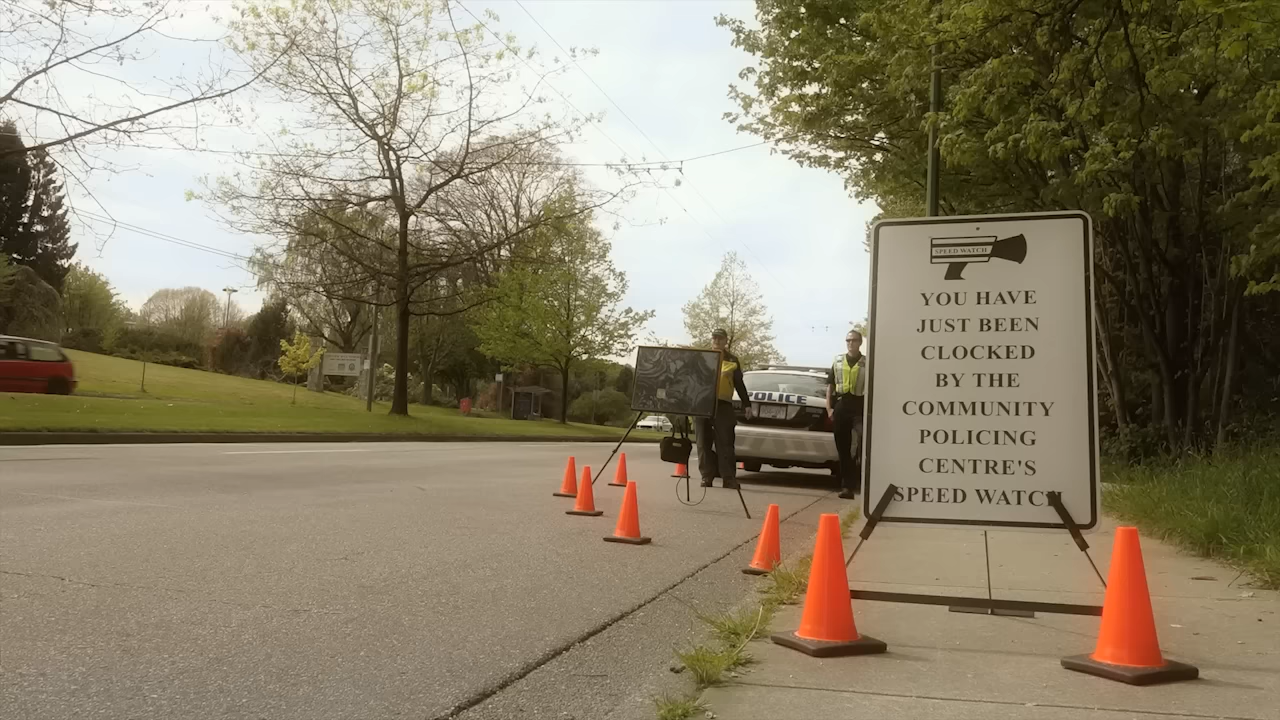 SPEED WATCH
YOU HAVE
JUST BEEN
CLOCKED
BY THE
COMMUNITY
POLICING
CENTRE'S
SPEED WATCH
POLICE